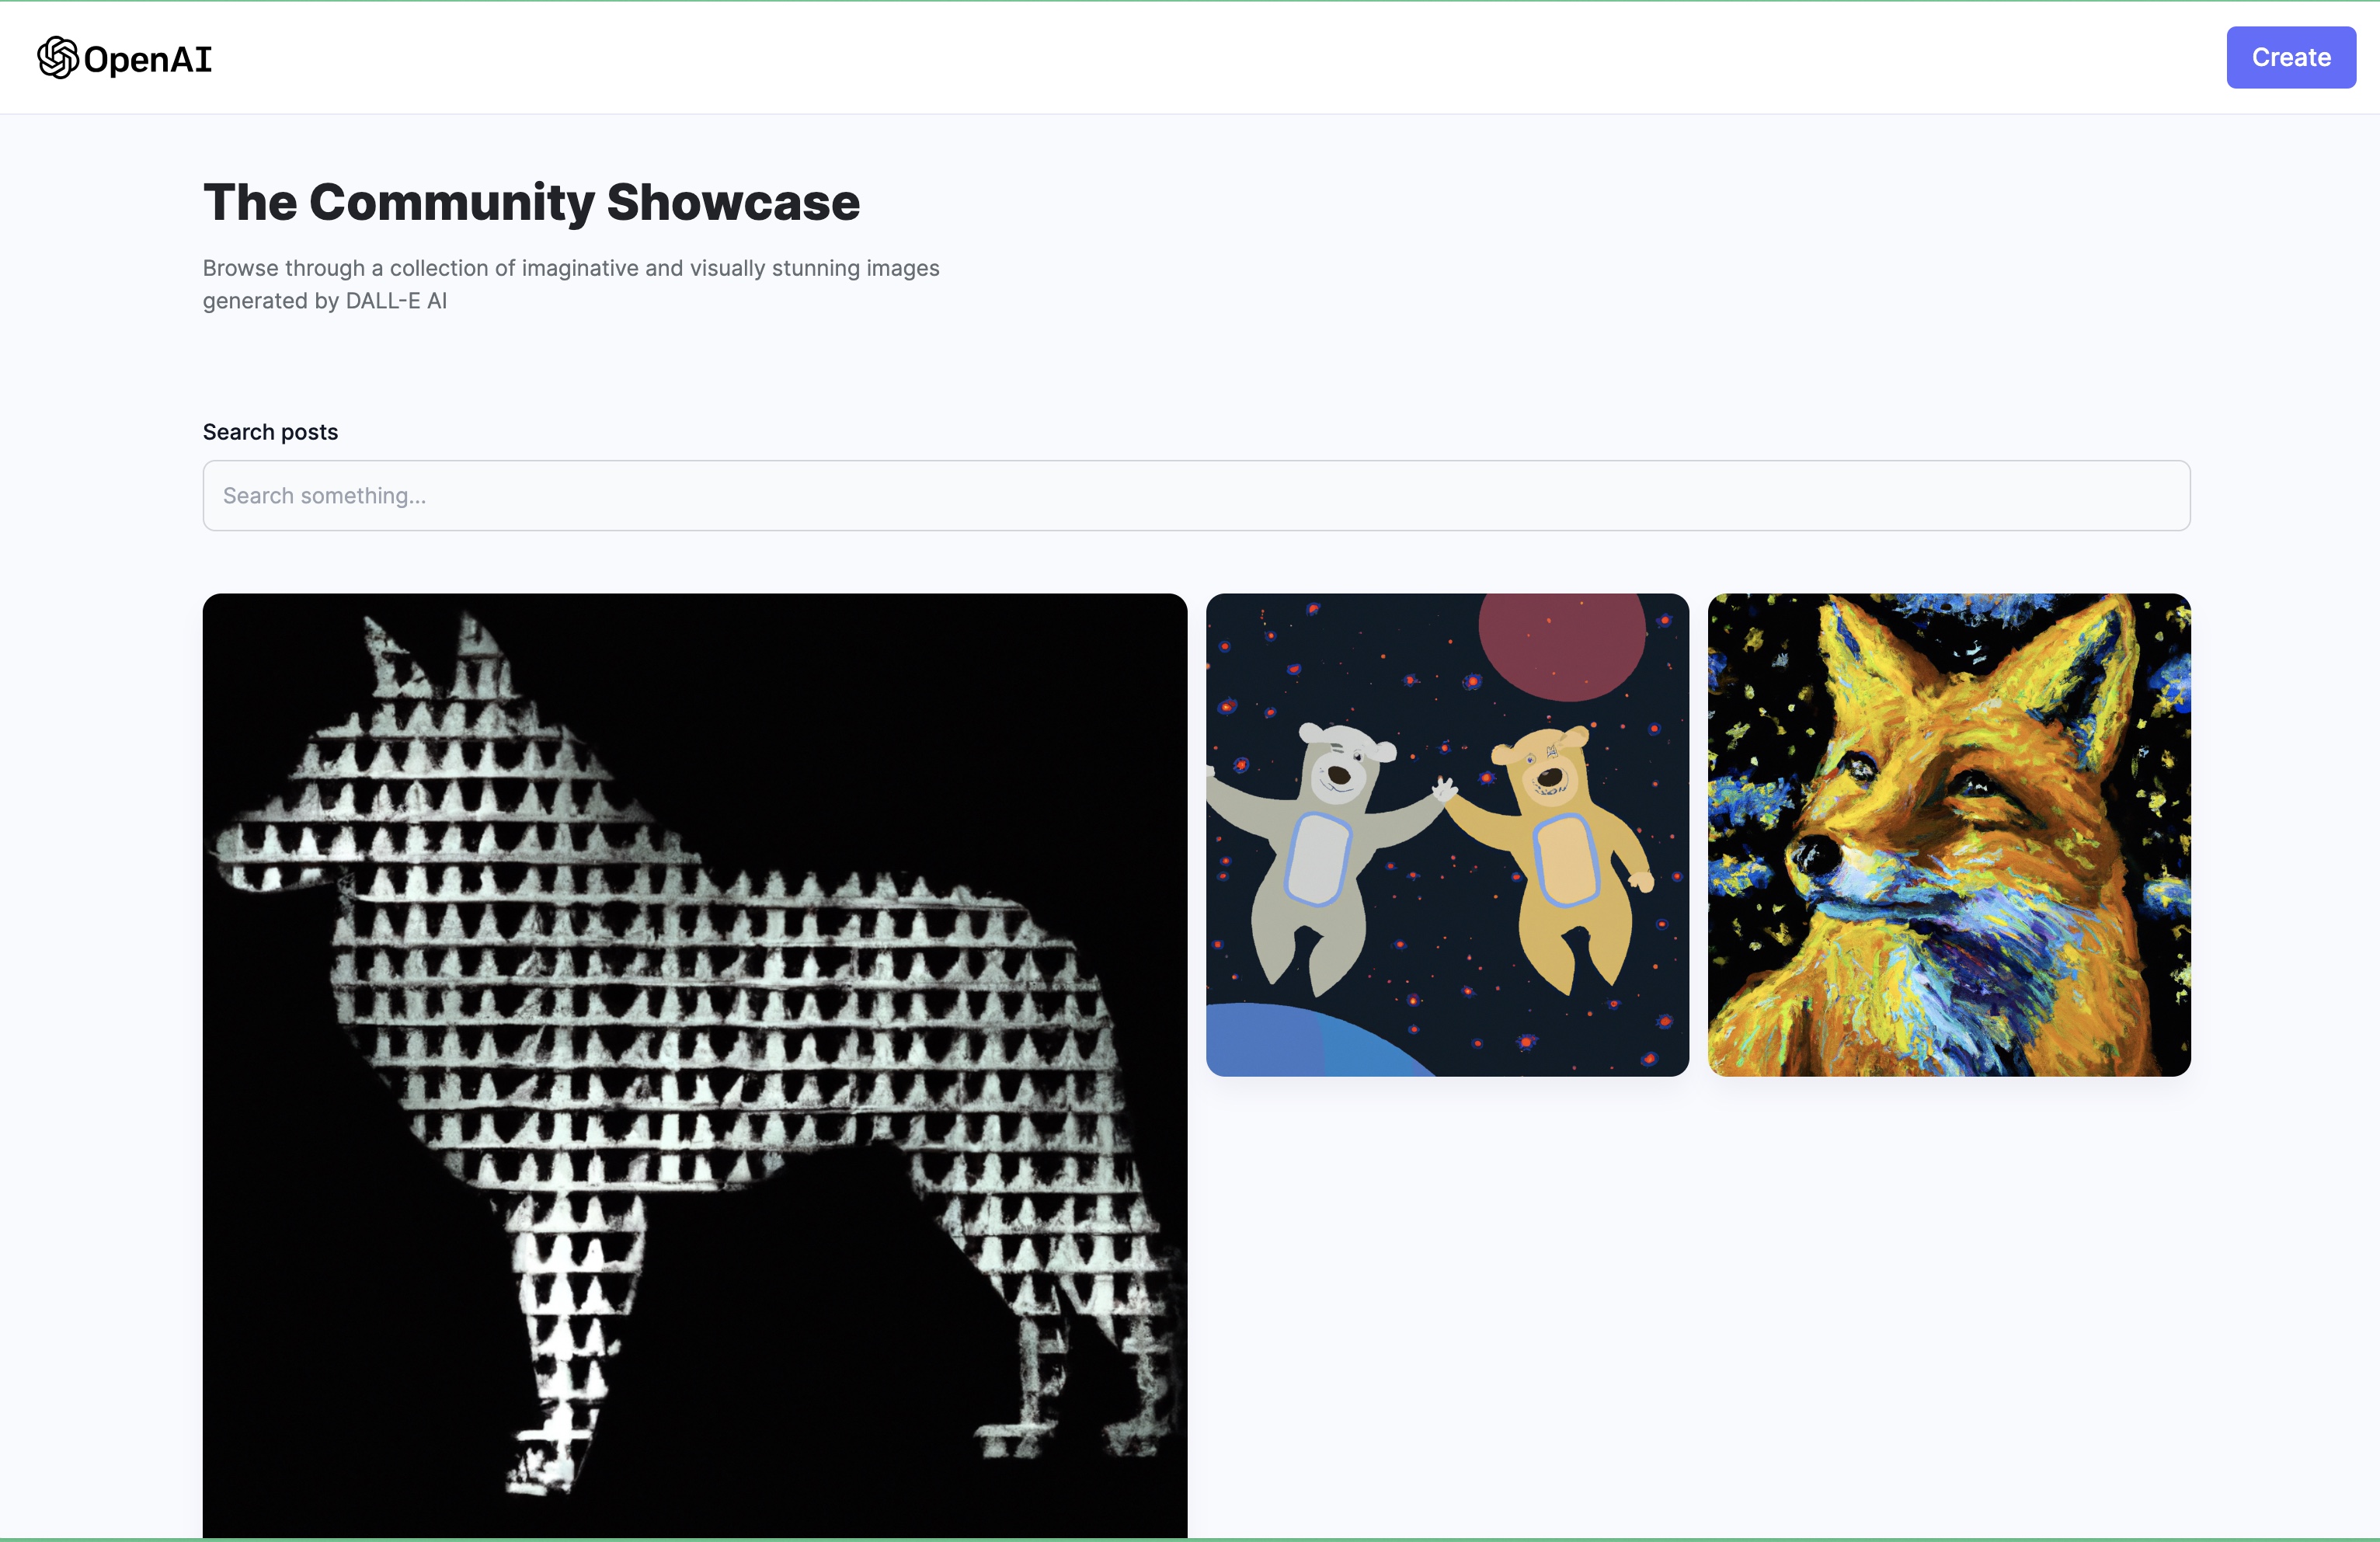 OpenAI
Create
The Community Showcase
Browse through a collection of imaginative and visually stunning images
generated by DALL-E AI
Search posts
Search something...